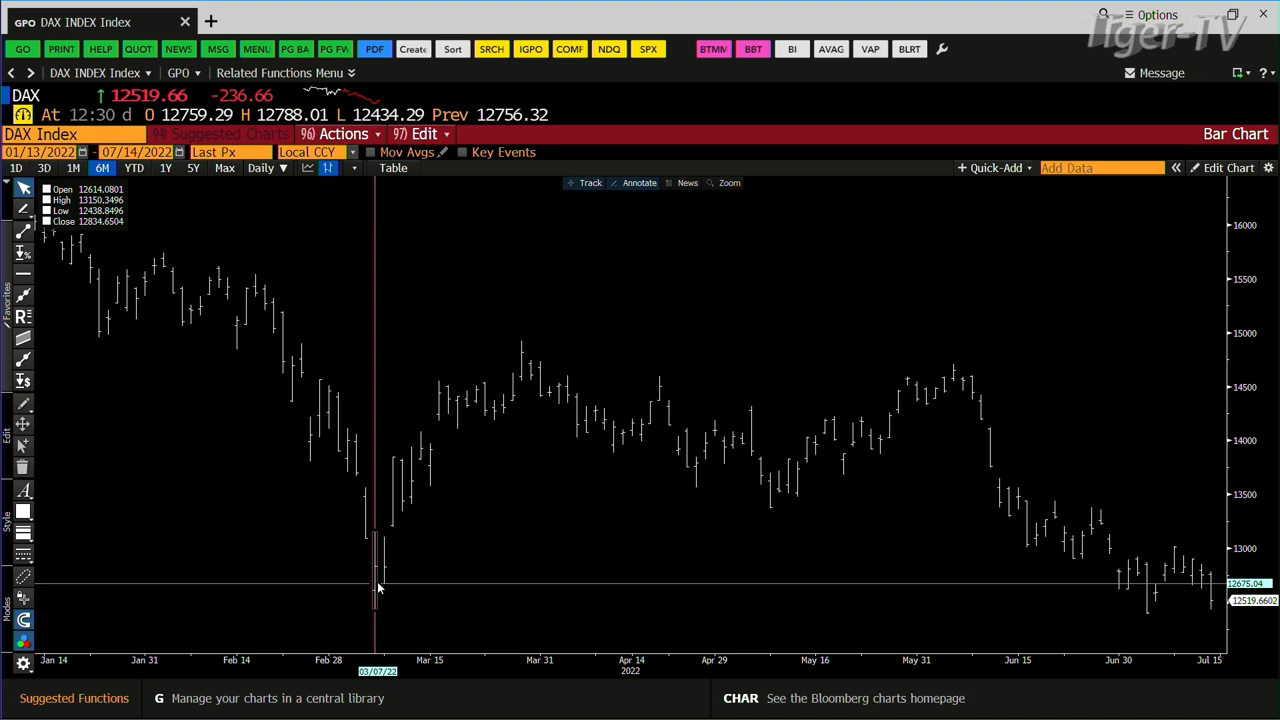 GPO DAX INDEX Index
Options
Tiger-TV
GO PRINT HELP QUOT NEWS MSG MENU PG BA PG FW PDF Create Sort SRCH IGPO COMF NDQ SPX BTMM BBT BI AVAG VAP BLRT
DAX INDEX Index GPO Related Functions Menu Message
DAX ↑ 12519.66 -236.66
At 12:30 d O 12759.29 H 12788.01 L 12434.29 Prev 12756.32
DAX Index 94) Suggested Charts 96) Actions 97) Edit Bar Chart
01/13/2022 - 07/14/2022 Last Px Local CCY Mov Avgs Key Events
1D 3D 1M 6M YTD 1Y 5Y Max Daily Table + Quick-Add Add Data « Edit Chart
Track Annotate News Zoom
Open 12614.0801
High 13150.3496
Low 12438.8496
Close 12834.6504
Favorites
Edit
Style
Modes
16000
15500
15000
14500
14000
13500
13000
12675.04
12519.6602
Jan 14 Jan 31 Feb 14 Feb 28 Mar 15 Mar 31 Apr 14 Apr 29 May 16 May 31 Jun 15 Jun 30 Jul 15
03/07/22
2022
Suggested Functions G Manage your charts in a central library CHAR See the Bloomberg charts homepage